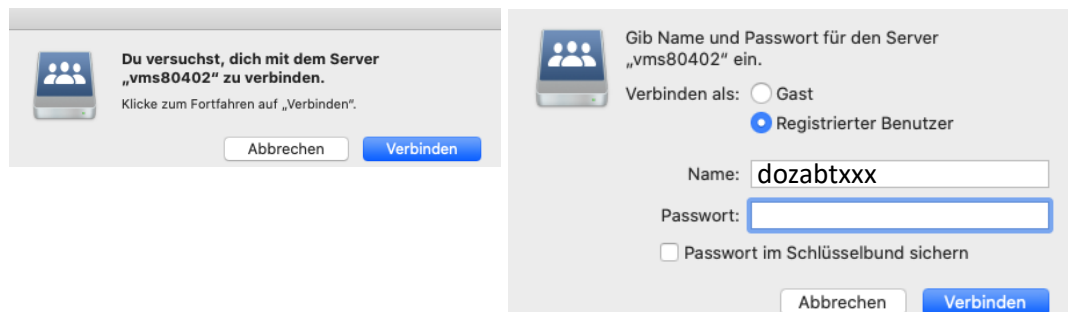 Du versuchst, dich mit dem Server
„vms80402“ zu verbinden.
Klicke zum Fortfahren auf „Verbinden“.
Abbrechen
Verbinden
Gib Name und Passwort für den Server
„vms80402“ ein.
Verbinden als: Gast
Registrierter Benutzer
Name: dozabtxxx
Passwort:
Passwort im Schlüsselbund sichern
Abbrechen
Verbinden